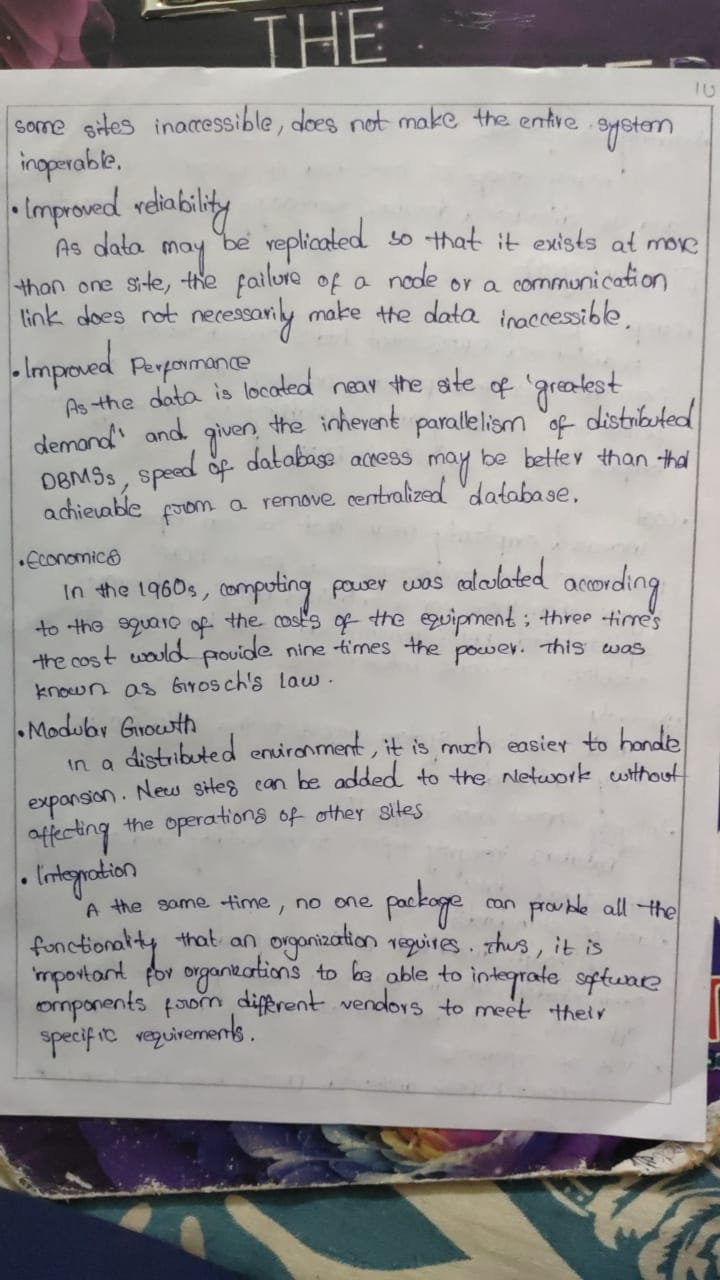 THE
10
some sites inaccessible, does not make the entire system
inoperable.
• Improved reliability
As data may be replicated so that it exists at more
than one site, the failure of a node or a communication
link does not necessarily make the data inaccessible.
• Improved Performance
As the data is located near the site of 'greatest
demand' and given the inherent parallelism of distributed
DBMSs, speed of database access may be better than that
achievable from a remove centralized database.
• Economics
In the 1960s, computing power was calculated according
to the square of the costs of the equipment; three times
the cost would provide nine times the power. This was
known as Grosch's law.
• Modular Growth
in a distributed environment, it is much easier to handle
expansion. New sites can be added to the Network without
affecting the operations of other sites
• Integration
A the same time, no one package can provide all the
functionality that an organization requires. Thus, it is
important for organizations to be able to integrate software
omponents from different vendors to meet their
specific requirements.